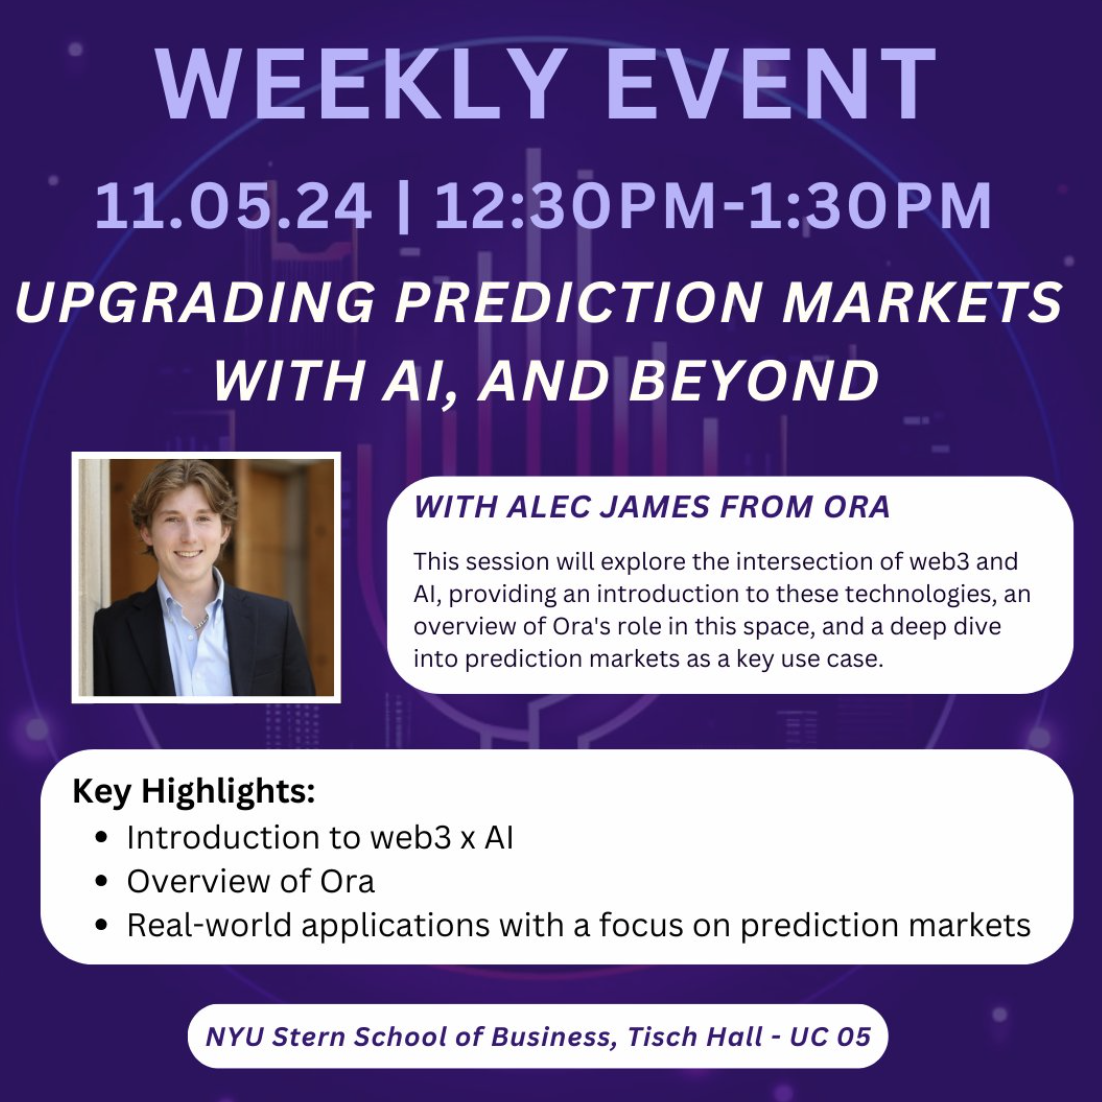 WEEKLY EVENT
11.05.24 | 12:30PM-1:30PM
UPGRADING PREDICTION MARKETS
WITH AI, AND BEYOND
WITH ALEC JAMES FROM ORA
This session will explore the intersection of web3 and
AI, providing an introduction to these technologies, an
overview of Ora's role in this space, and a deep dive
into prediction markets as a key use case.
Key Highlights:
• Introduction to web3 x AI
• Overview of Ora
• Real-world applications with a focus on prediction markets
NYU Stern School of Business, Tisch Hall - UC 05